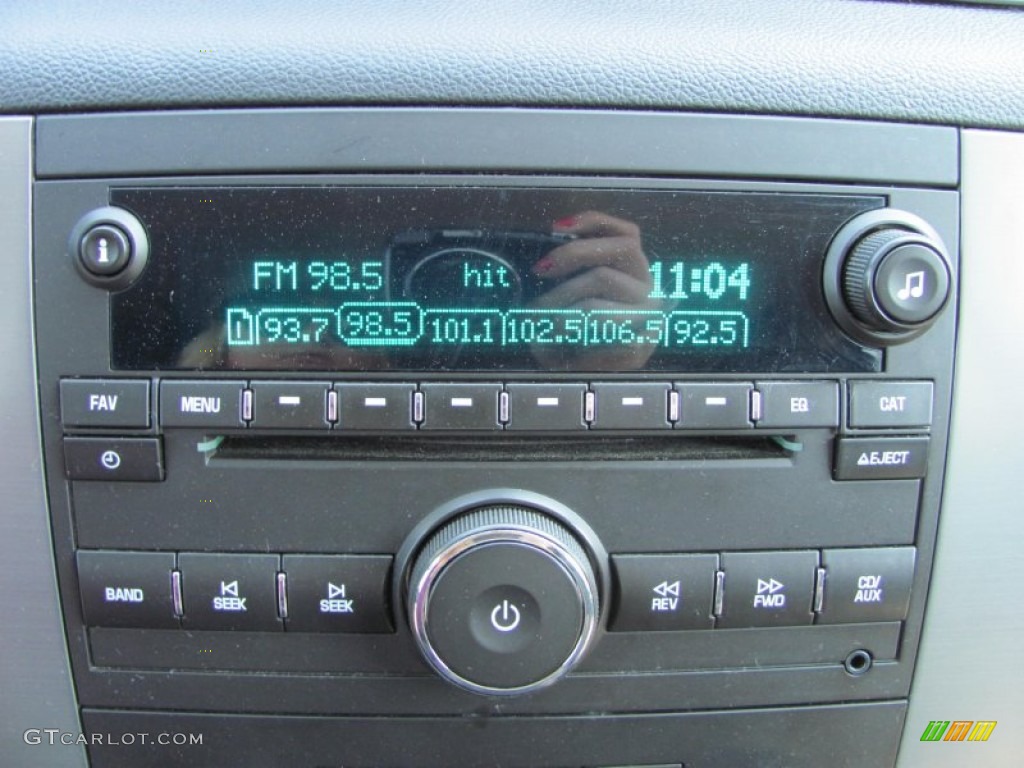 i
FM 98.5 hit 11:04
1 93.7 98.5 101.1 102.5 106.5 92.5
FAV MENU EQ CAT
EJECT
BAND SEEK SEEK REV FWD CD/
AUX
GTCARLOT.COM